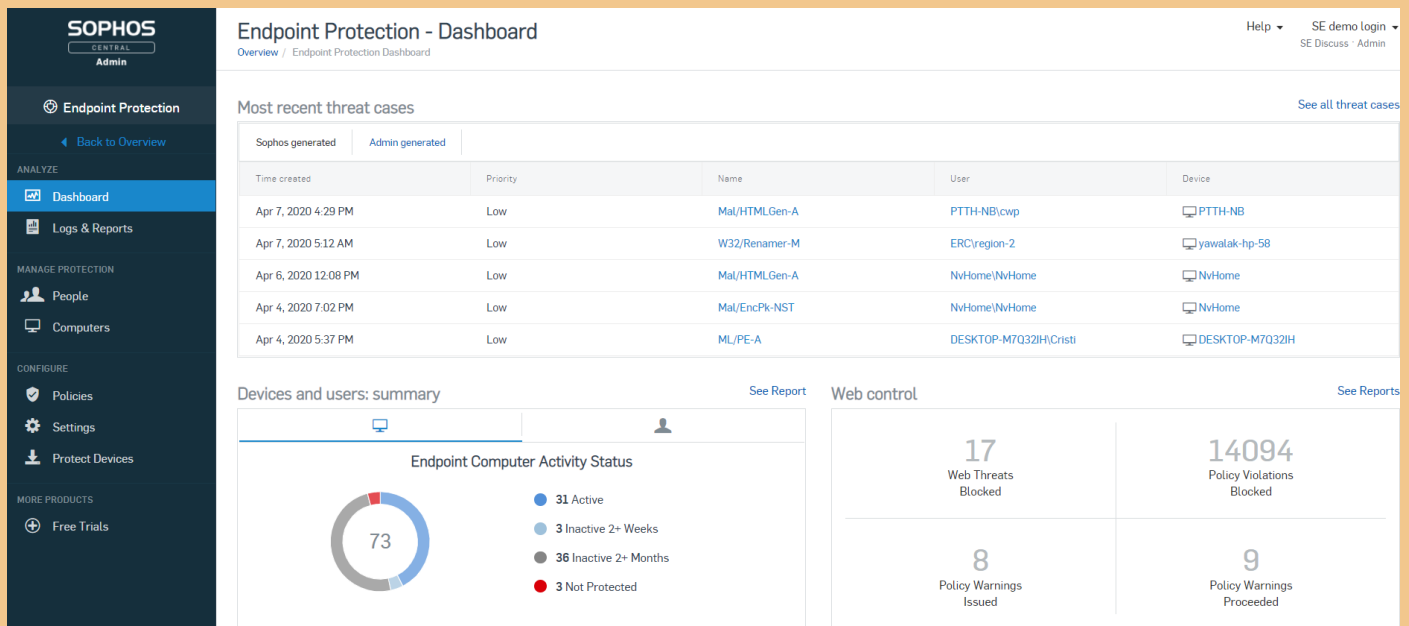 SOPHOS
CENTRAL
Admin
Endpoint Protection
Back to Overview
ANALYZE
Dashboard
Logs & Reports
MANAGE PROTECTION
People
Computers
CONFIGURE
Policies
Settings
Protect Devices
MORE PRODUCTS
Free Trials
Endpoint Protection - Dashboard
Overview / Endpoint Protection Dashboard
Help
SE demo login
SE Discuss · Admin
Most recent threat cases
See all threat cases
Sophos generated
Admin generated
Time created Priority Name User Device
Apr 7, 2020 4:29 PM Low Mal/HTMLGen-A PTTH-NB\cwp PTTH-NB
Apr 7, 2020 5:12 AM Low W32/Renamer-M ERC\region-2 yawalak-hp-58
Apr 6, 2020 12:08 PM Low Mal/HTMLGen-A NvHome\NvHome NvHome
Apr 4, 2020 7:02 PM Low Mal/EncPk-NST NvHome\NvHome NvHome
Apr 4, 2020 5:37 PM Low ML/PE-A DESKTOP-M7Q32IH\Cristi DESKTOP-M7Q32IH
Devices and users: summary
See Report
Endpoint Computer Activity Status
73
31 Active
3 Inactive 2+ Weeks
36 Inactive 2+ Months
3 Not Protected
Web control
See Reports
17
Web Threats
Blocked
14094
Policy Violations
Blocked
8
Policy Warnings
Issued
9
Policy Warnings
Proceeded